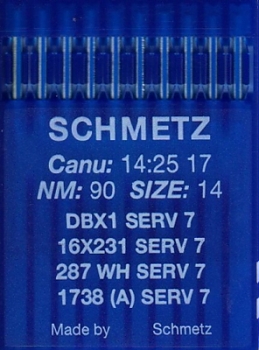 SCHMETZ
Canu: 14:25 17
NM: 90 SIZE: 14
DBX1 SERV 7
16X231 SERV 7
287 WH SERV 7
1738 (A) SERV 7
Made by Schmetz